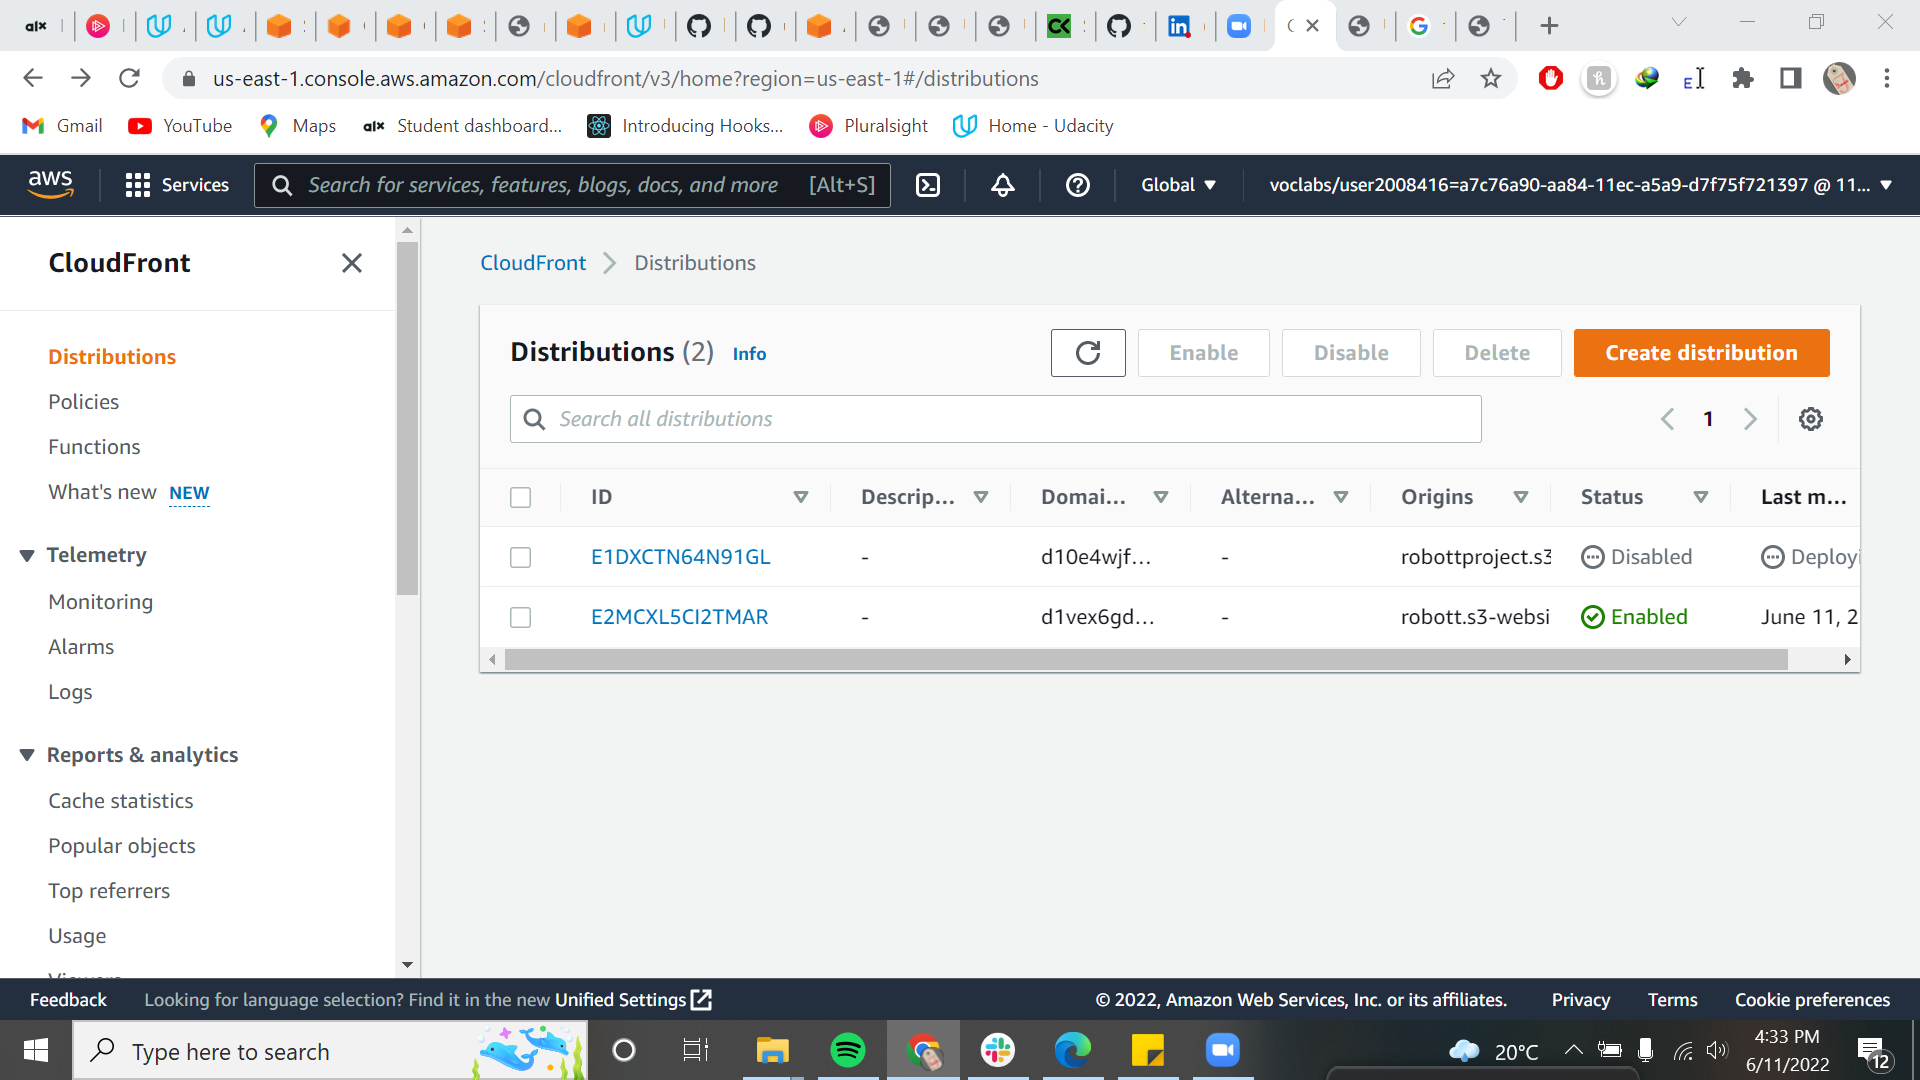 alx
us-east-1.console.aws.amazon.com/cloudfront/v3/home?region=us-east-1#/distributions
Gmail YouTube Maps alx Student dashboard... Introducing Hooks... Pluralsight Home - Udacity
aws Services Search for services, features, blogs, docs, and more [Alt+S] Global voclabs/user2008416=a7c76a90-aa84-11ec-a5a9-d7f75f721397 @ 11...
CloudFront
Distributions
Policies
Functions
What's new NEW
Telemetry
Monitoring
Alarms
Logs
Reports & analytics
Cache statistics
Popular objects
Top referrers
Usage
Viewers
CloudFront Distributions
Distributions (2) Info Enable Disable Delete Create distribution
Search all distributions 1
ID Descrip... Domai... Alterna... Origins Status Last m...
E1DXCTN64N91GL - d10e4wjf... - robottproject.s3 Disabled Deployi
E2MCXL5CI2TMAR - d1vex6gd... - robott.s3-websi Enabled June 11, 2
Feedback Looking for language selection? Find it in the new Unified Settings © 2022, Amazon Web Services, Inc. or its affiliates. Privacy Terms Cookie preferences
Type here to search 20°C 4:33 PM
6/11/2022 12